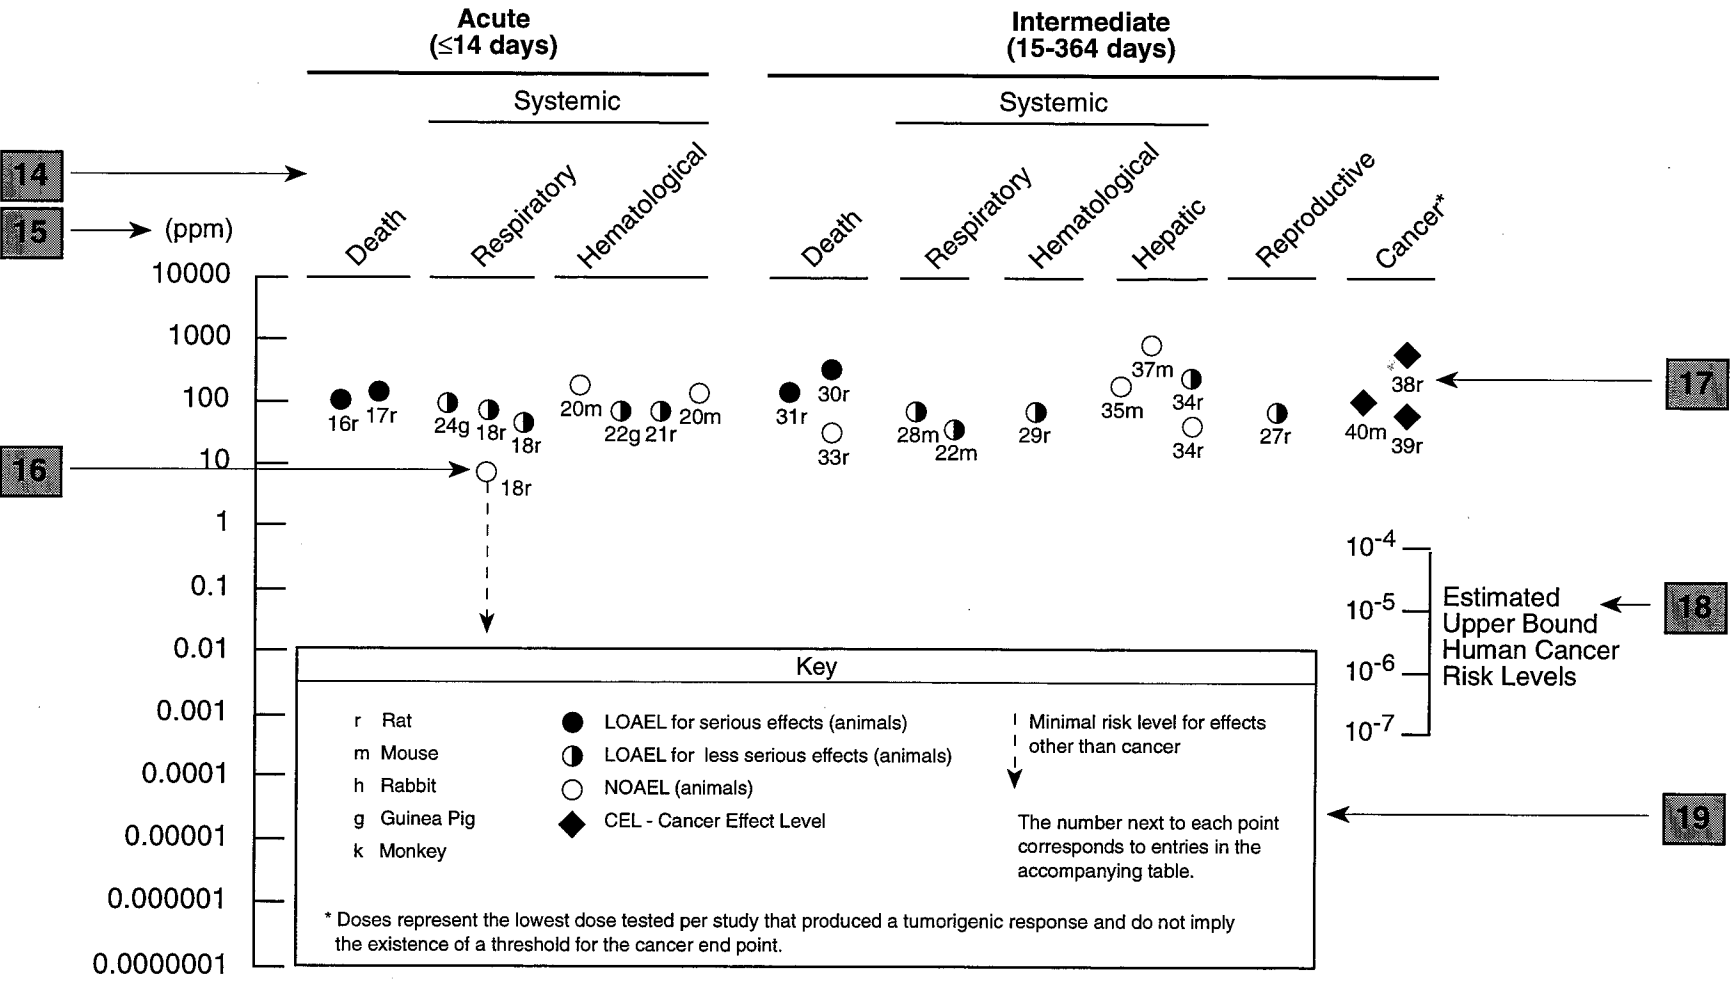 Acute
(≤14 days)
Intermediate
(15-364 days)
Systemic
Systemic
14
15
(ppm)
Death
Respiratory
Hematological
Death
Respiratory
Hematological
Hepatic
Reproductive
Cancer*
10000
1000
100
10
1
0.1
0.01
0.001
0.0001
0.00001
0.000001
0.0000001
16r
17r
24g
18r
18r
18r
20m
22g
21r
20m
31r
30r
33r
28m
22m
29r
35m
37m
34r
34r
27r
40m
38r
39r
16
17
10-4
10-5
10-6
10-7
Estimated
Upper Bound
Human Cancer
Risk Levels
18
19
Key
r Rat
m Mouse
h Rabbit
g Guinea Pig
k Monkey
LOAEL for serious effects (animals)
LOAEL for less serious effects (animals)
NOAEL (animals)
CEL - Cancer Effect Level
Minimal risk level for effects
other than cancer
The number next to each point
corresponds to entries in the
accompanying table.
* Doses represent the lowest dose tested per study that produced a tumorigenic response and do not imply
the existence of a threshold for the cancer end point.